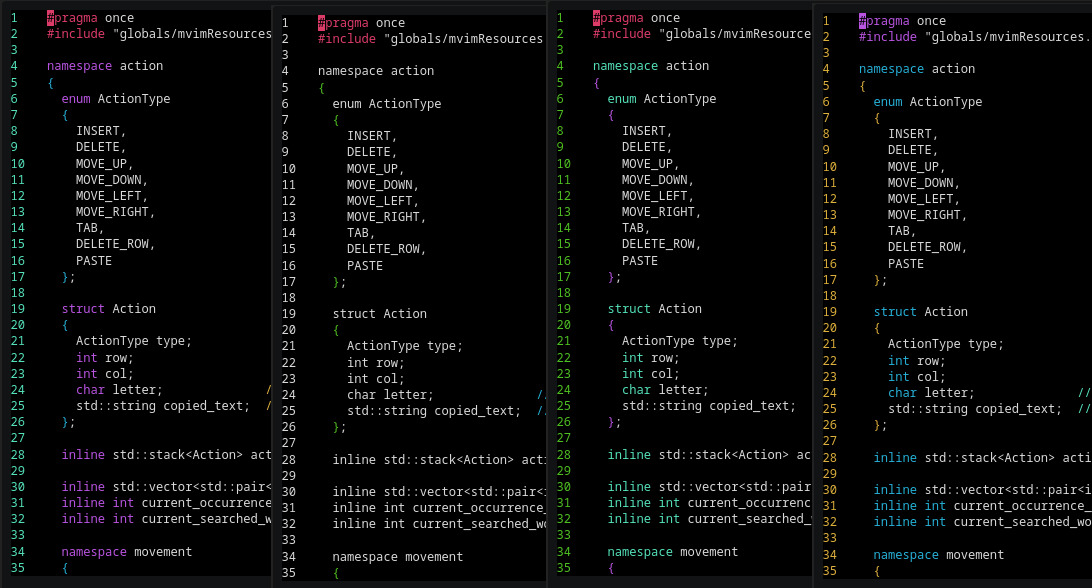 1 #pragma once
2 #include "globals/mvimResources
3
4 namespace action
5 {
6 enum ActionType
7 {
8 INSERT,
9 DELETE,
10 MOVE_UP,
11 MOVE_DOWN,
12 MOVE_LEFT,
13 MOVE_RIGHT,
14 TAB,
15 DELETE_ROW,
16 PASTE
17 };
18
19 struct Action
20 {
21 ActionType type;
22 int row;
23 int col;
24 char letter; /
25 std::string copied_text; /
26 };
27
28 inline std::stack<Action> act
29
30 inline std::vector<std::pair<
31 inline int current_occurrenc
32 inline int current_searched_w
33
34 namespace movement
35 {
1 #pragma once
2 #include "globals/mvimResources
3
4 namespace action
5 {
6 enum ActionType
7 {
8 INSERT,
9 DELETE,
10 MOVE_UP,
11 MOVE_DOWN,
12 MOVE_LEFT,
13 MOVE_RIGHT,
14 TAB,
15 DELETE_ROW,
16 PASTE
17 };
18
19 struct Action
20 {
21 ActionType type;
22 int row;
23 int col;
24 char letter; //
25 std::string copied_text; //
26 };
27
28 inline std::stack<Action> acti
29
30 inline std::vector<std::pair<i
31 inline int current_occurrence_
32 inline int current_searched_wo
33
34 namespace movement
35 {
1 #pragma once
2 #include "globals/mvimResource
3
4 namespace action
5 {
6 enum ActionType
7 {
8 INSERT,
9 DELETE,
10 MOVE_UP,
11 MOVE_DOWN,
12 MOVE_LEFT,
13 MOVE_RIGHT,
14 TAB,
15 DELETE_ROW,
16 PASTE
17 };
18
19 struct Action
20 {
21 ActionType type;
22 int row;
23 int col;
24 char letter;
25 std::string copied_text;
26 };
27
28 inline std::stack<Action> ac
29
30 inline std::vector<std::pair
31 inline int current_occurrenc
32 inline int current_searched_
33
34 namespace movement
35 {
1 #pragma once
2 #include "globals/mvimResources.
3
4 namespace action
5 {
6 enum ActionType
7 {
8 INSERT,
9 DELETE,
10 MOVE_UP,
11 MOVE_DOWN,
12 MOVE_LEFT,
13 MOVE_RIGHT,
14 TAB,
15 DELETE_ROW,
16 PASTE
17 };
18
19 struct Action
20 {
21 ActionType type;
22 int row;
23 int col;
24 char letter; //
25 std::string copied_text; //
26 };
27
28 inline std::stack<Action> acti
29
30 inline std::vector<std::pair<i
31 inline int current_occurrence_
32 inline int current_searched_wo
33
34 namespace movement
35 {